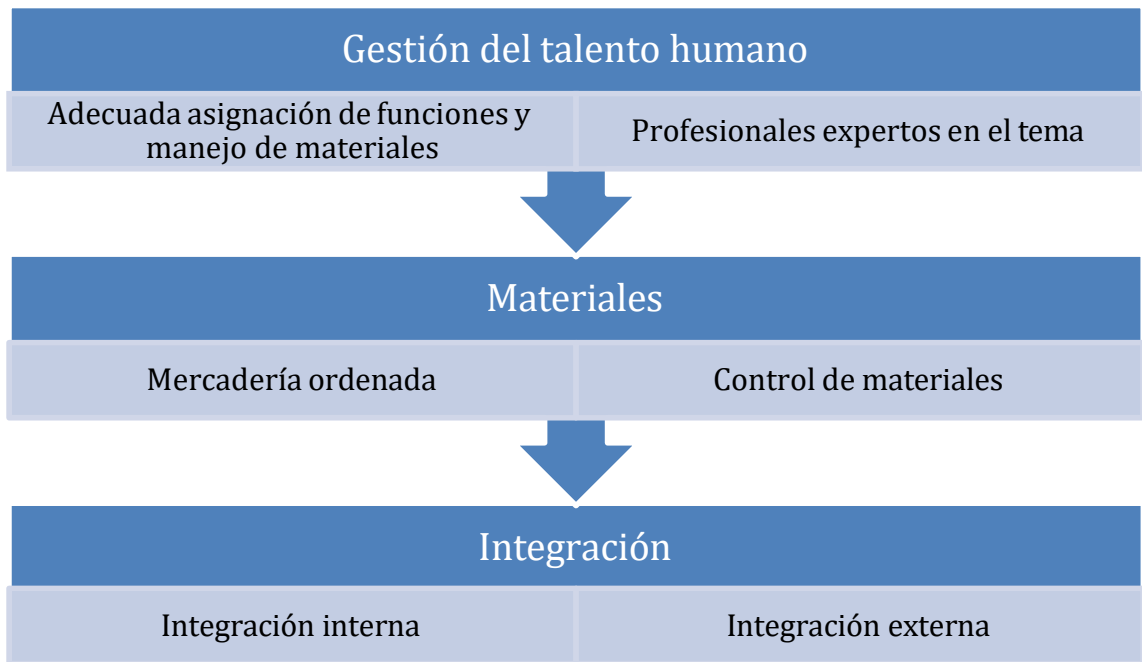 Gestión del talento humano
Adecuada asignación de funciones y
manejo de materiales
Profesionales expertos en el tema
Materiales
Mercadería ordenada
Control de materiales
Integración
Integración interna
Integración externa